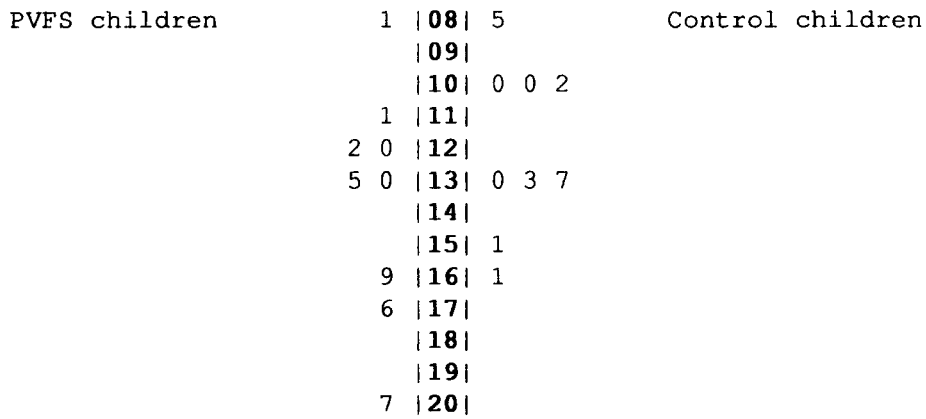 PVFS children 1 |08| 5 Control children
|09|
|10| 0 0 2
1 |11|
2 0 |12|
5 0 |13| 0 3 7
|14|
|15| 1
9 |16| 1
6 |17|
|18|
|19|
7 |20|